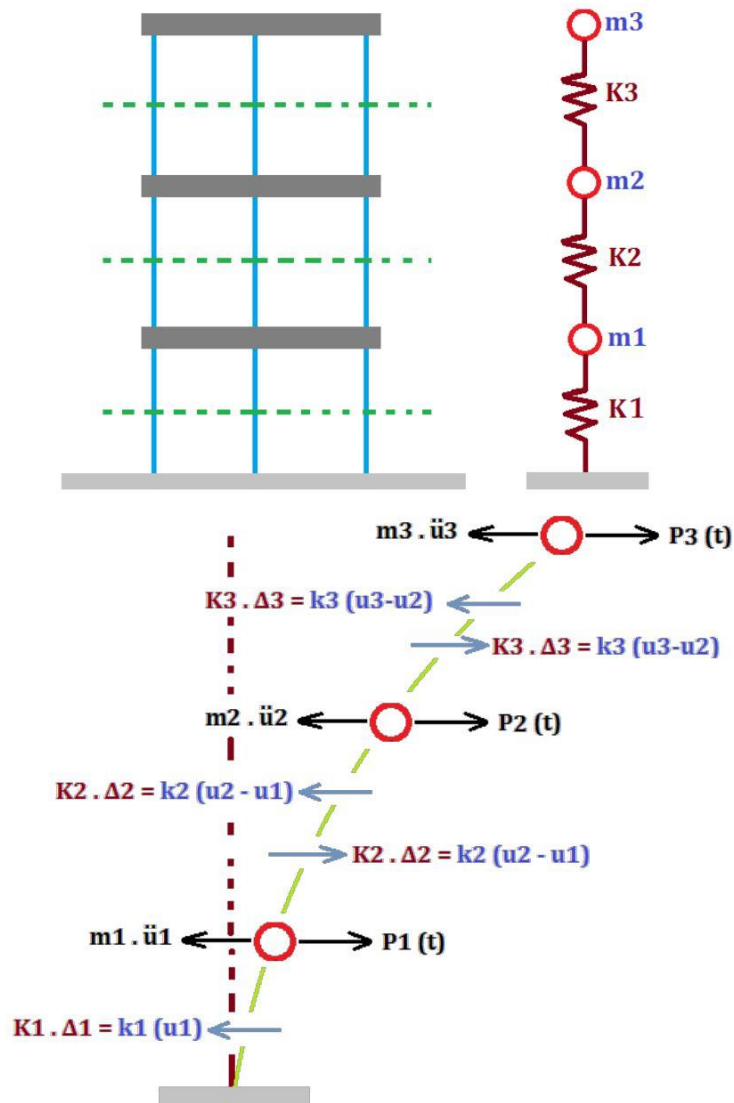 m3
K3
m2
K2
m1
K1
m3 . ü3
P3 (t)
K3 . Δ3 = k3 (u3-u2)
K3 . Δ3 = k3 (u3-u2)
m2 . ü2
P2 (t)
K2 . Δ2 = k2 (u2 - u1)
K2 . Δ2 = k2 (u2 - u1)
m1 . ü1
P1 (t)
K1 . Δ1 = k1 (u1)